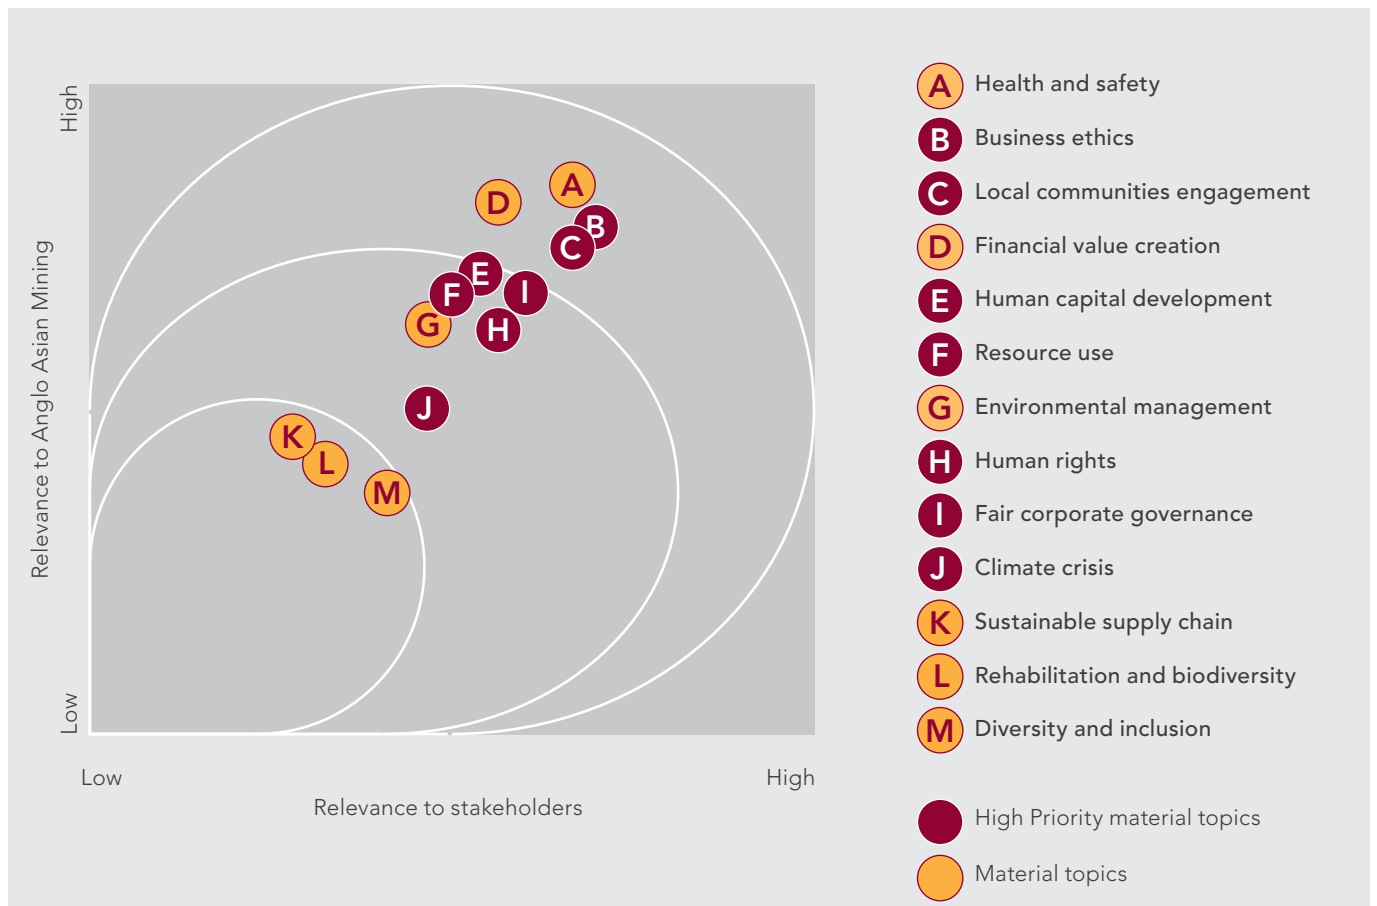 High
Relevance to Anglo Asian Mining
Low
D
A
B
C
E
F
I
G
H
J
K
L
M
Low
High
Relevance to stakeholders
A Health and safety
B Business ethics
C Local communities engagement
D Financial value creation
E Human capital development
F Resource use
G Environmental management
H Human rights
I Fair corporate governance
J Climate crisis
K Sustainable supply chain
L Rehabilitation and biodiversity
M Diversity and inclusion
High Priority material topics
Material topics